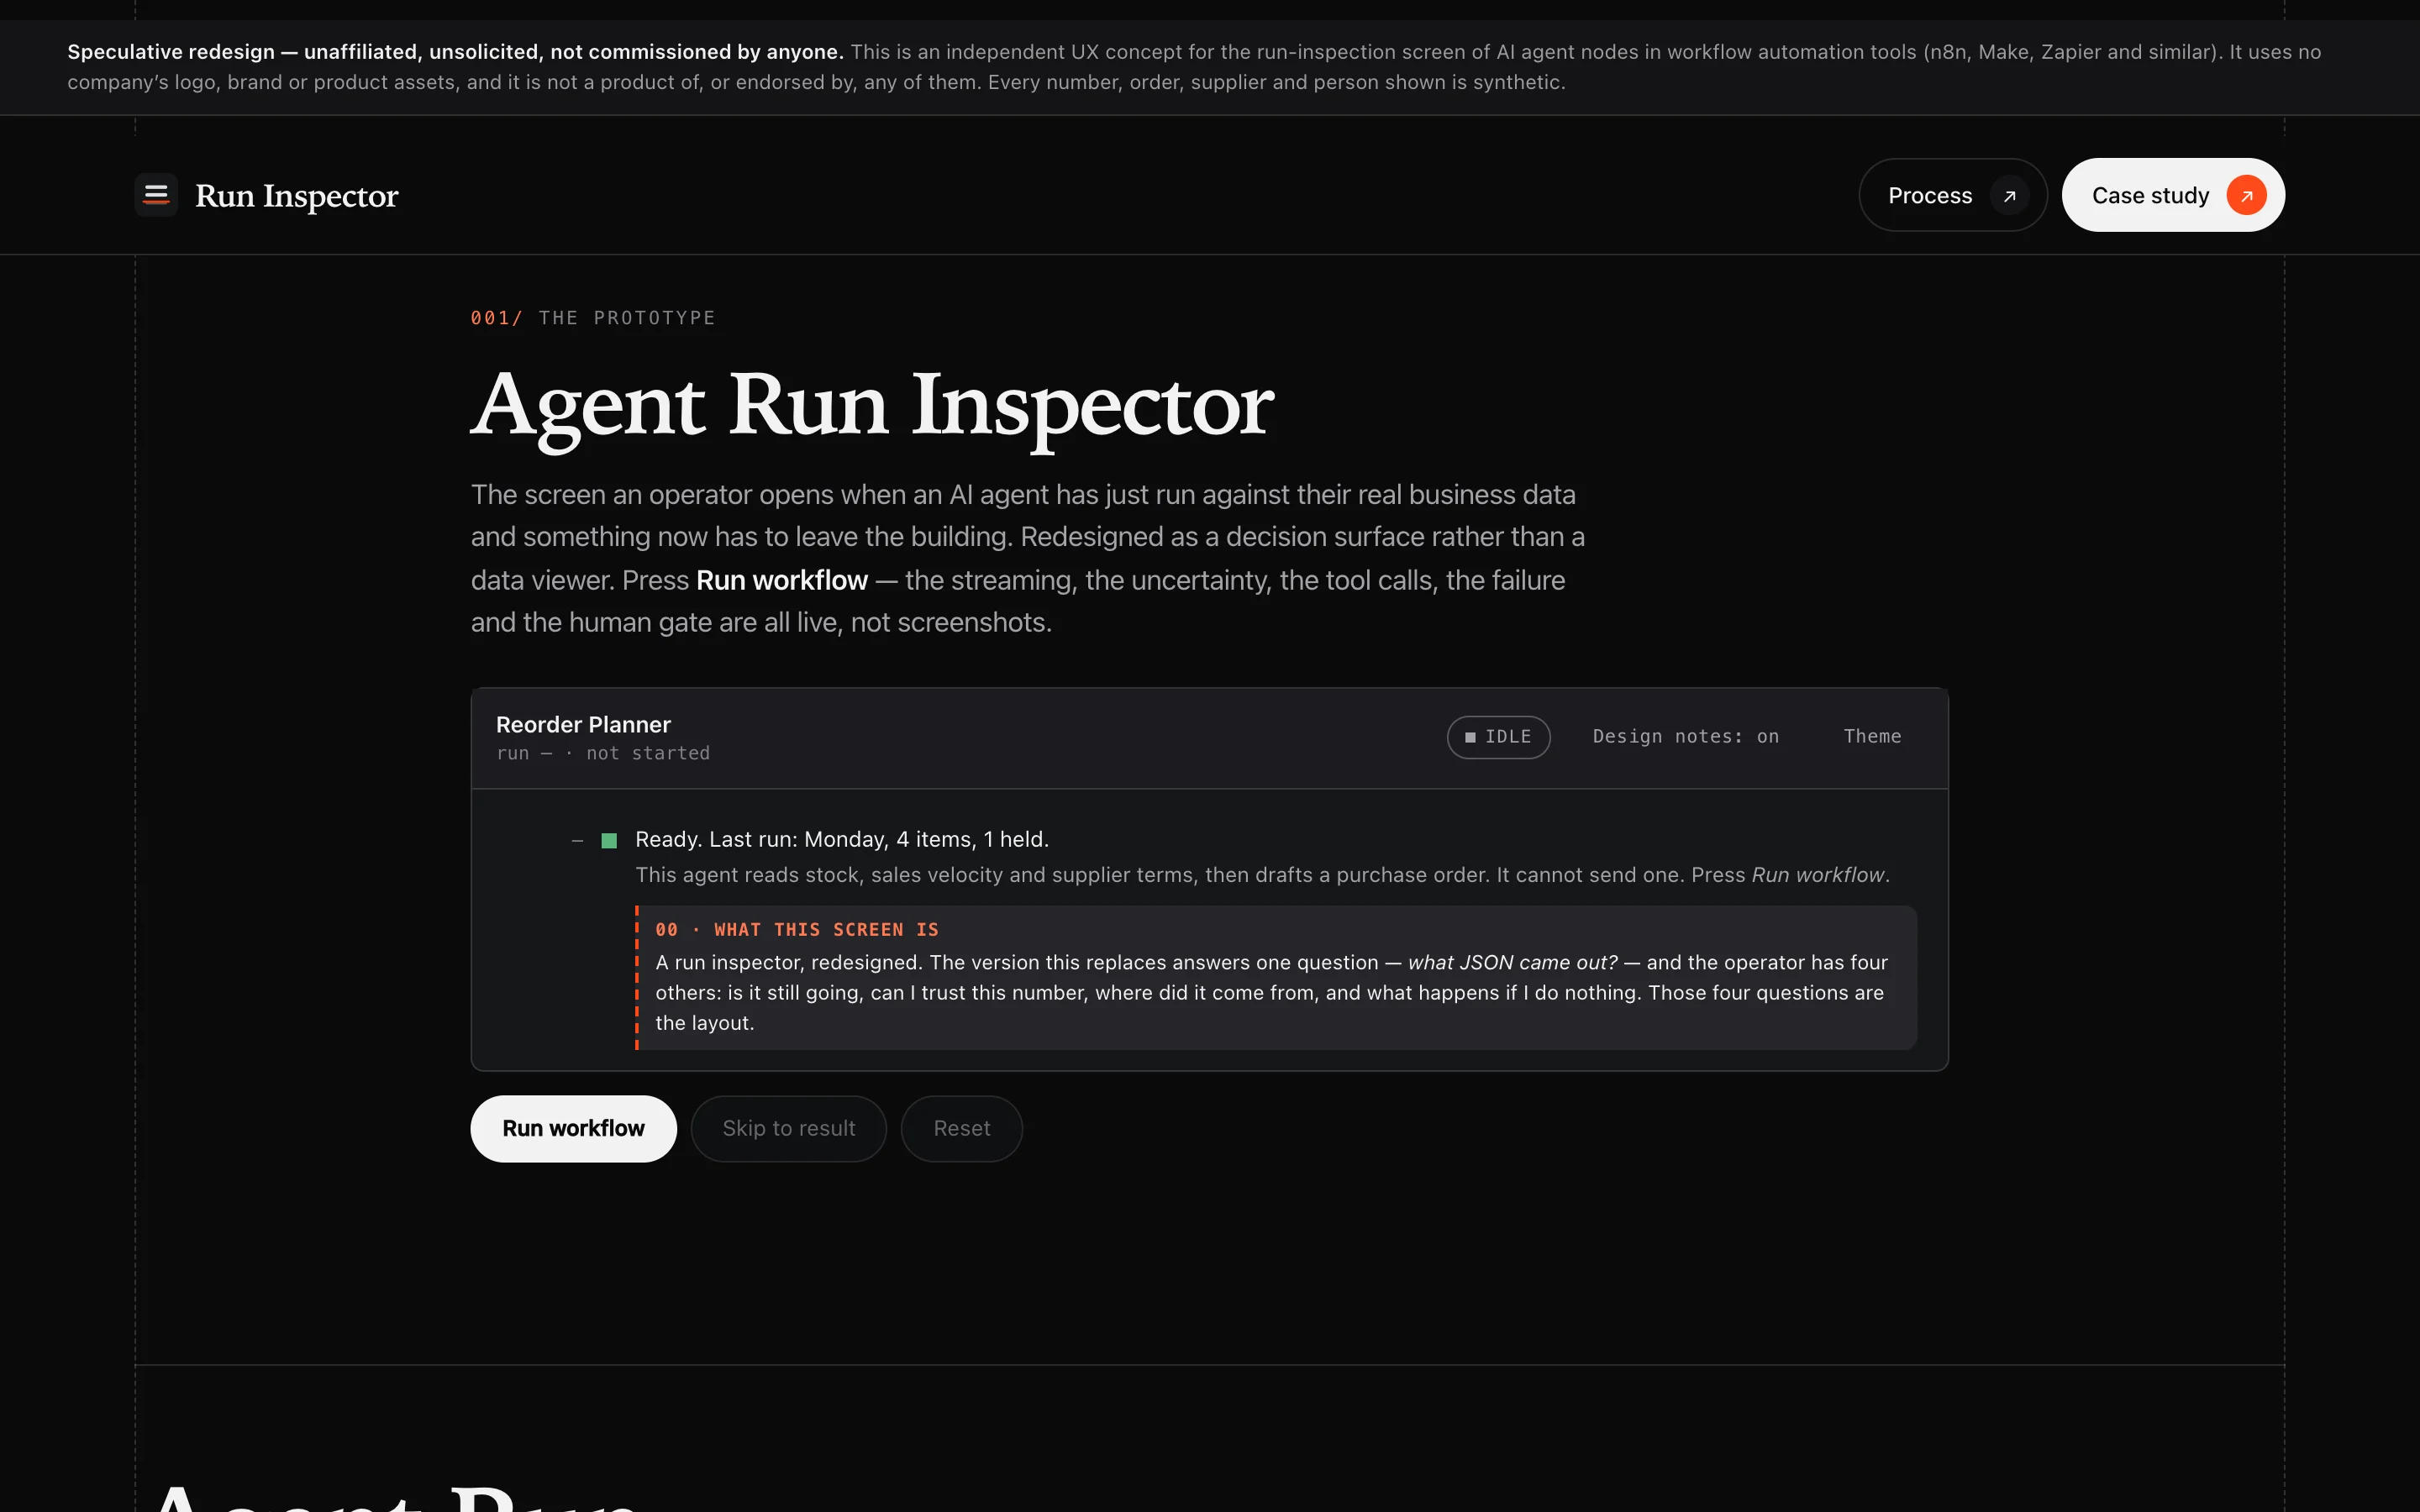 Speculative redesign — unaffiliated, unsolicited, not commissioned by anyone. This is an independent UX concept for the run-inspection screen of AI agent nodes in workflow automation tools (n8n, Make, Zapier and similar). It uses no
company’s logo, brand or product assets, and it is not a product of, or endorsed by, any of them. Every number, order, supplier and person shown is synthetic.
Run Inspector
Process ↗
Case study ↗
001/ THE PROTOTYPE
Agent Run Inspector
The screen an operator opens when an AI agent has just run against their real business data
and something now has to leave the building. Redesigned as a decision surface rather than a
data viewer. Press Run workflow — the streaming, the uncertainty, the tool calls, the failure
and the human gate are all live, not screenshots.
Reorder Planner
run — · not started
IDLE
Design notes: on
Theme
– Ready. Last run: Monday, 4 items, 1 held.
This agent reads stock, sales velocity and supplier terms, then drafts a purchase order. It cannot send one. Press Run workflow.
00 · WHAT THIS SCREEN IS
A run inspector, redesigned. The version this replaces answers one question — what JSON came out? — and the operator has four
others: is it still going, can I trust this number, where did it come from, and what happens if I do nothing. Those four questions are
the layout.
Run workflow
Skip to result
Reset
Agent Run